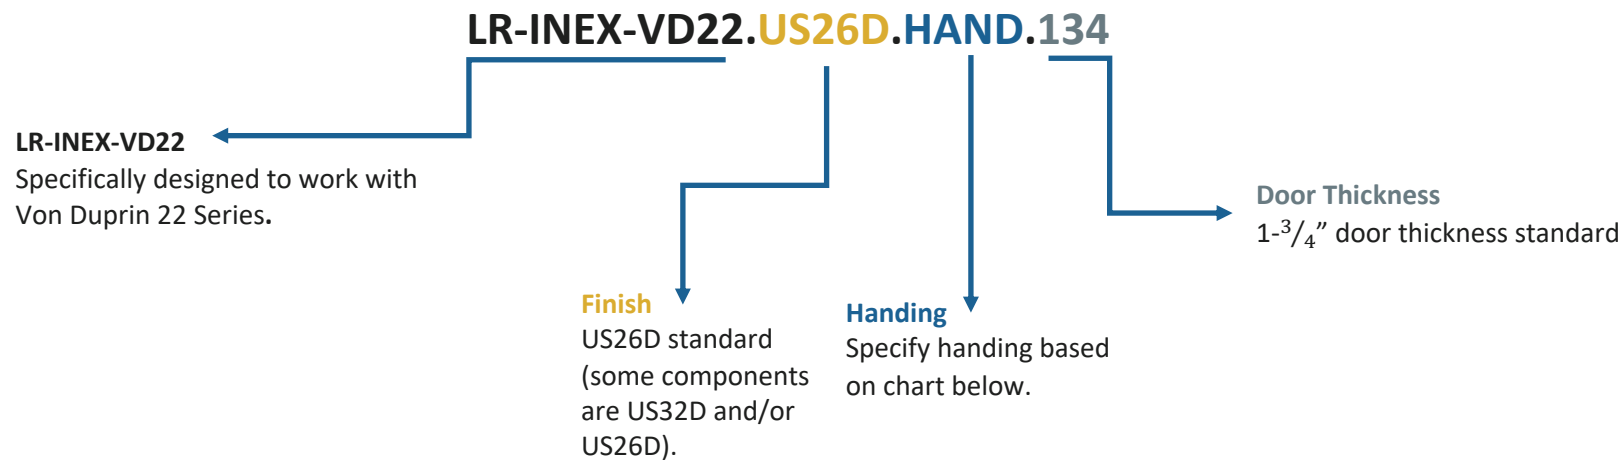 LR-INEX-VD22.US26D.HAND.134
LR-INEX-VD22
Specifically designed to work with
Von Duprin 22 Series.
Finish
US26D standard
(some components
are US32D and/or
US26D).
Handing
Specify handing based
on chart below.
Door Thickness
1-3/4” door thickness standard